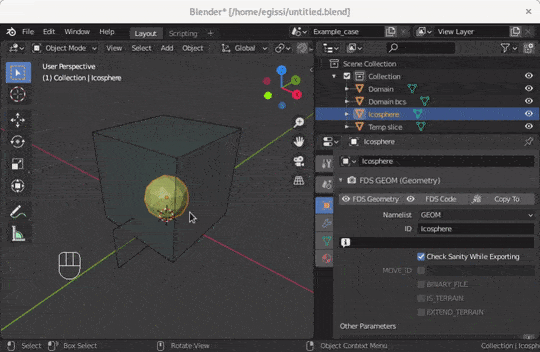 Blender* [/home/egissi/untitled.blend]
File Edit Render Window Help Layout Scripting Example_case View Layer
Object Mode View Select Add Object Global
User Perspective
(1) Collection | Icosphere
Scene Collection
Collection
Domain
Domain bcs
Icosphere
Temp slice
Icosphere
Icosphere
FDS GEOM (Geometry)
FDS Geometry FDS Code Copy To
Namelist GEOM
ID Icosphere
Check Sanity While Exporting
MOVE_ID
BINARY_FILE
IS_TERRAIN
EXTEND_TERRAIN
Other Parameters
Select Box Select Rotate View Object Context Menu Collection | Icosph